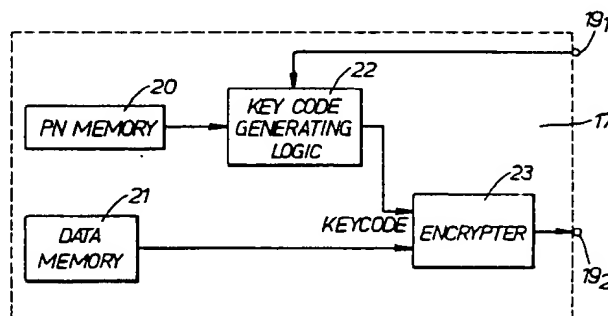 19₁
20
22
PN MEMORY
KEY CODE
GENERATING
LOGIC
17
21
23
DATA
MEMORY
KEYCODE
ENCRYPTER
19₂